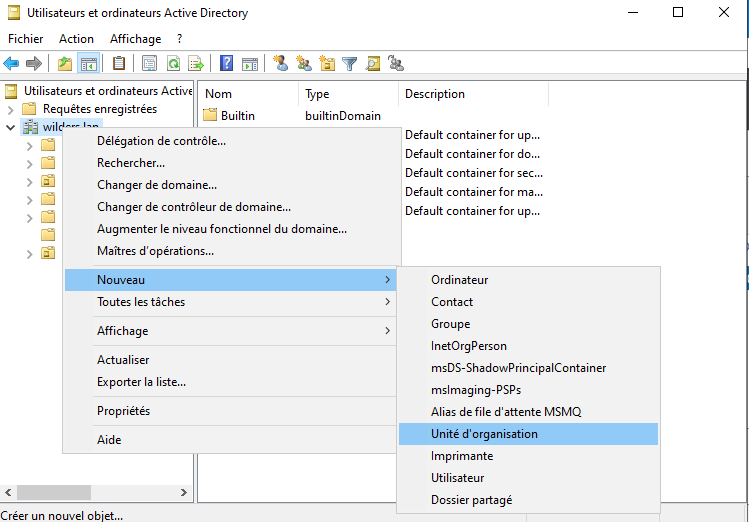 Utilisateurs et ordinateurs Active Directory
Fichier Action Affichage ?
Utilisateurs et ordinateurs Active
Requêtes enregistrées
wilders.lan
Nom Type Description
Builtin builtinDomain
Default container for up...
Default container for do...
Default container for sec...
Default container for ma...
Default container for up...
Délégation de contrôle...
Rechercher...
Changer de domaine...
Changer de contrôleur de domaine...
Augmenter le niveau fonctionnel du domaine...
Maîtres d'opérations...
Nouveau
Toutes les tâches
Affichage
Actualiser
Exporter la liste...
Propriétés
Aide
Ordinateur
Contact
Groupe
InetOrgPerson
msDS-ShadowPrincipalContainer
msImaging-PSPs
Alias de file d'attente MSMQ
Unité d'organisation
Imprimante
Utilisateur
Dossier partagé
Créer un nouvel objet...